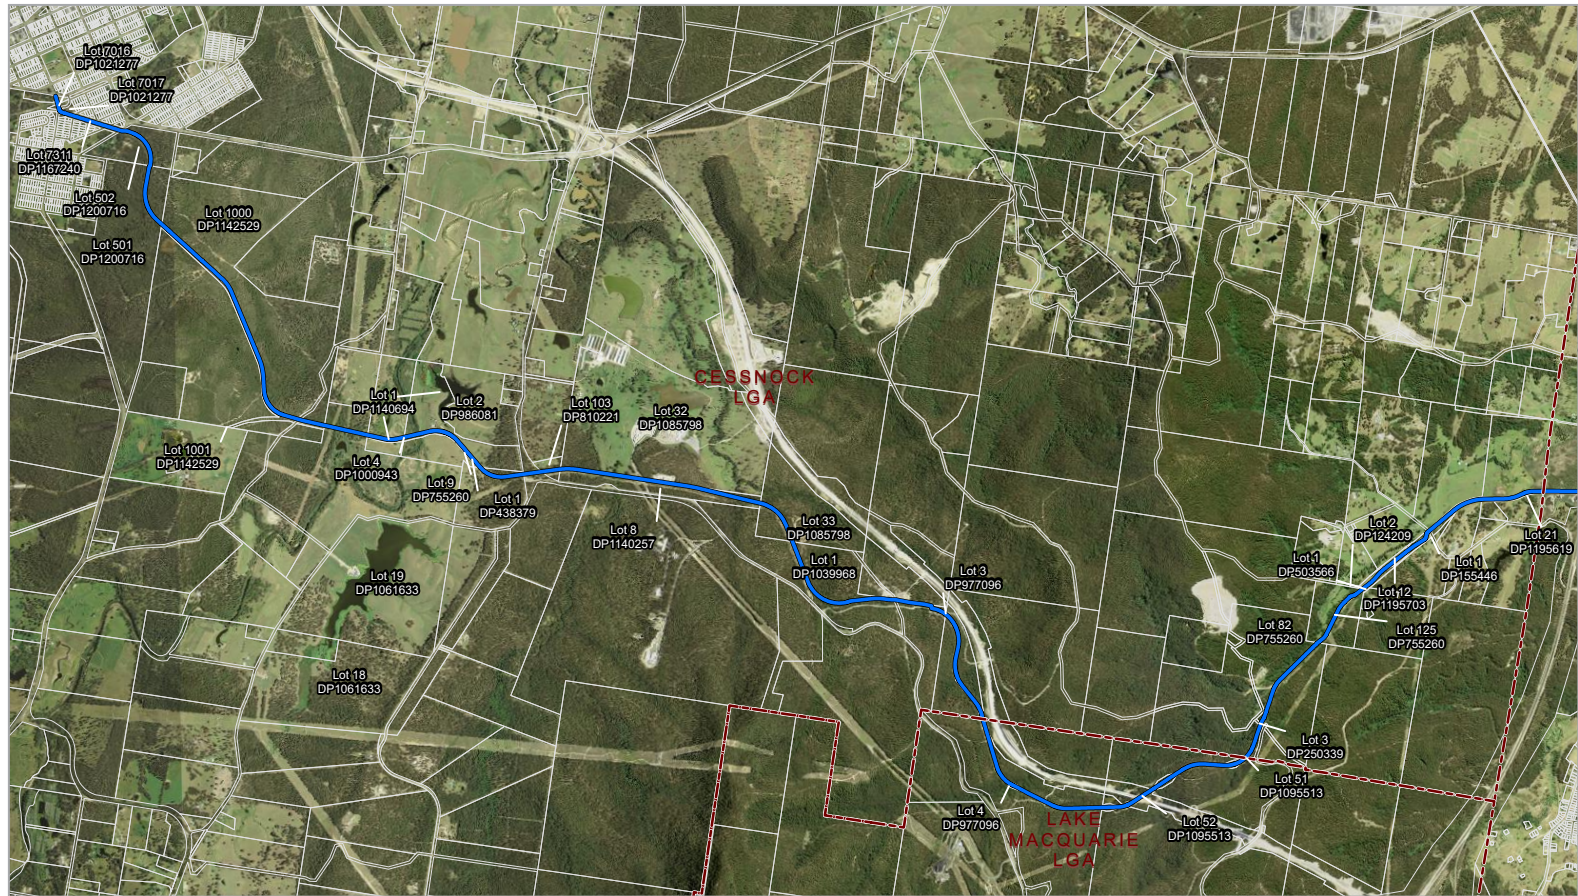 Lot 7016
DP1021277
Lot 7017
DP1021277
Lot 7311
DP1167240
Lot 502
DP1200716
Lot 1000
DP1142529
Lot 501
DP1200716
CESSNOCK
LGA
Lot 1
DP1140694
Lot 2
DP986081
Lot 103
DP810221
Lot 32
DP1085798
Lot 1001
DP1142529
Lot 4
DP1000943
Lot 9
DP755260
Lot 1
DP438379
Lot 8
DP1140257
Lot 33
DP1085798
Lot 1
DP1039968
Lot 3
DP977096
Lot 2
DP124209
Lot 1
DP503566
Lot 21
DP1195619
Lot 1
DP155446
Lot 12
DP1195703
Lot 19
DP1061633
Lot 82
DP755260
Lot 125
DP755260
Lot 18
DP1061633
Lot 3
DP250339
Lot 51
DP1095513
Lot 4
DP977096
Lot 52
DP1095513
LAKE
MACQUARIE
LGA